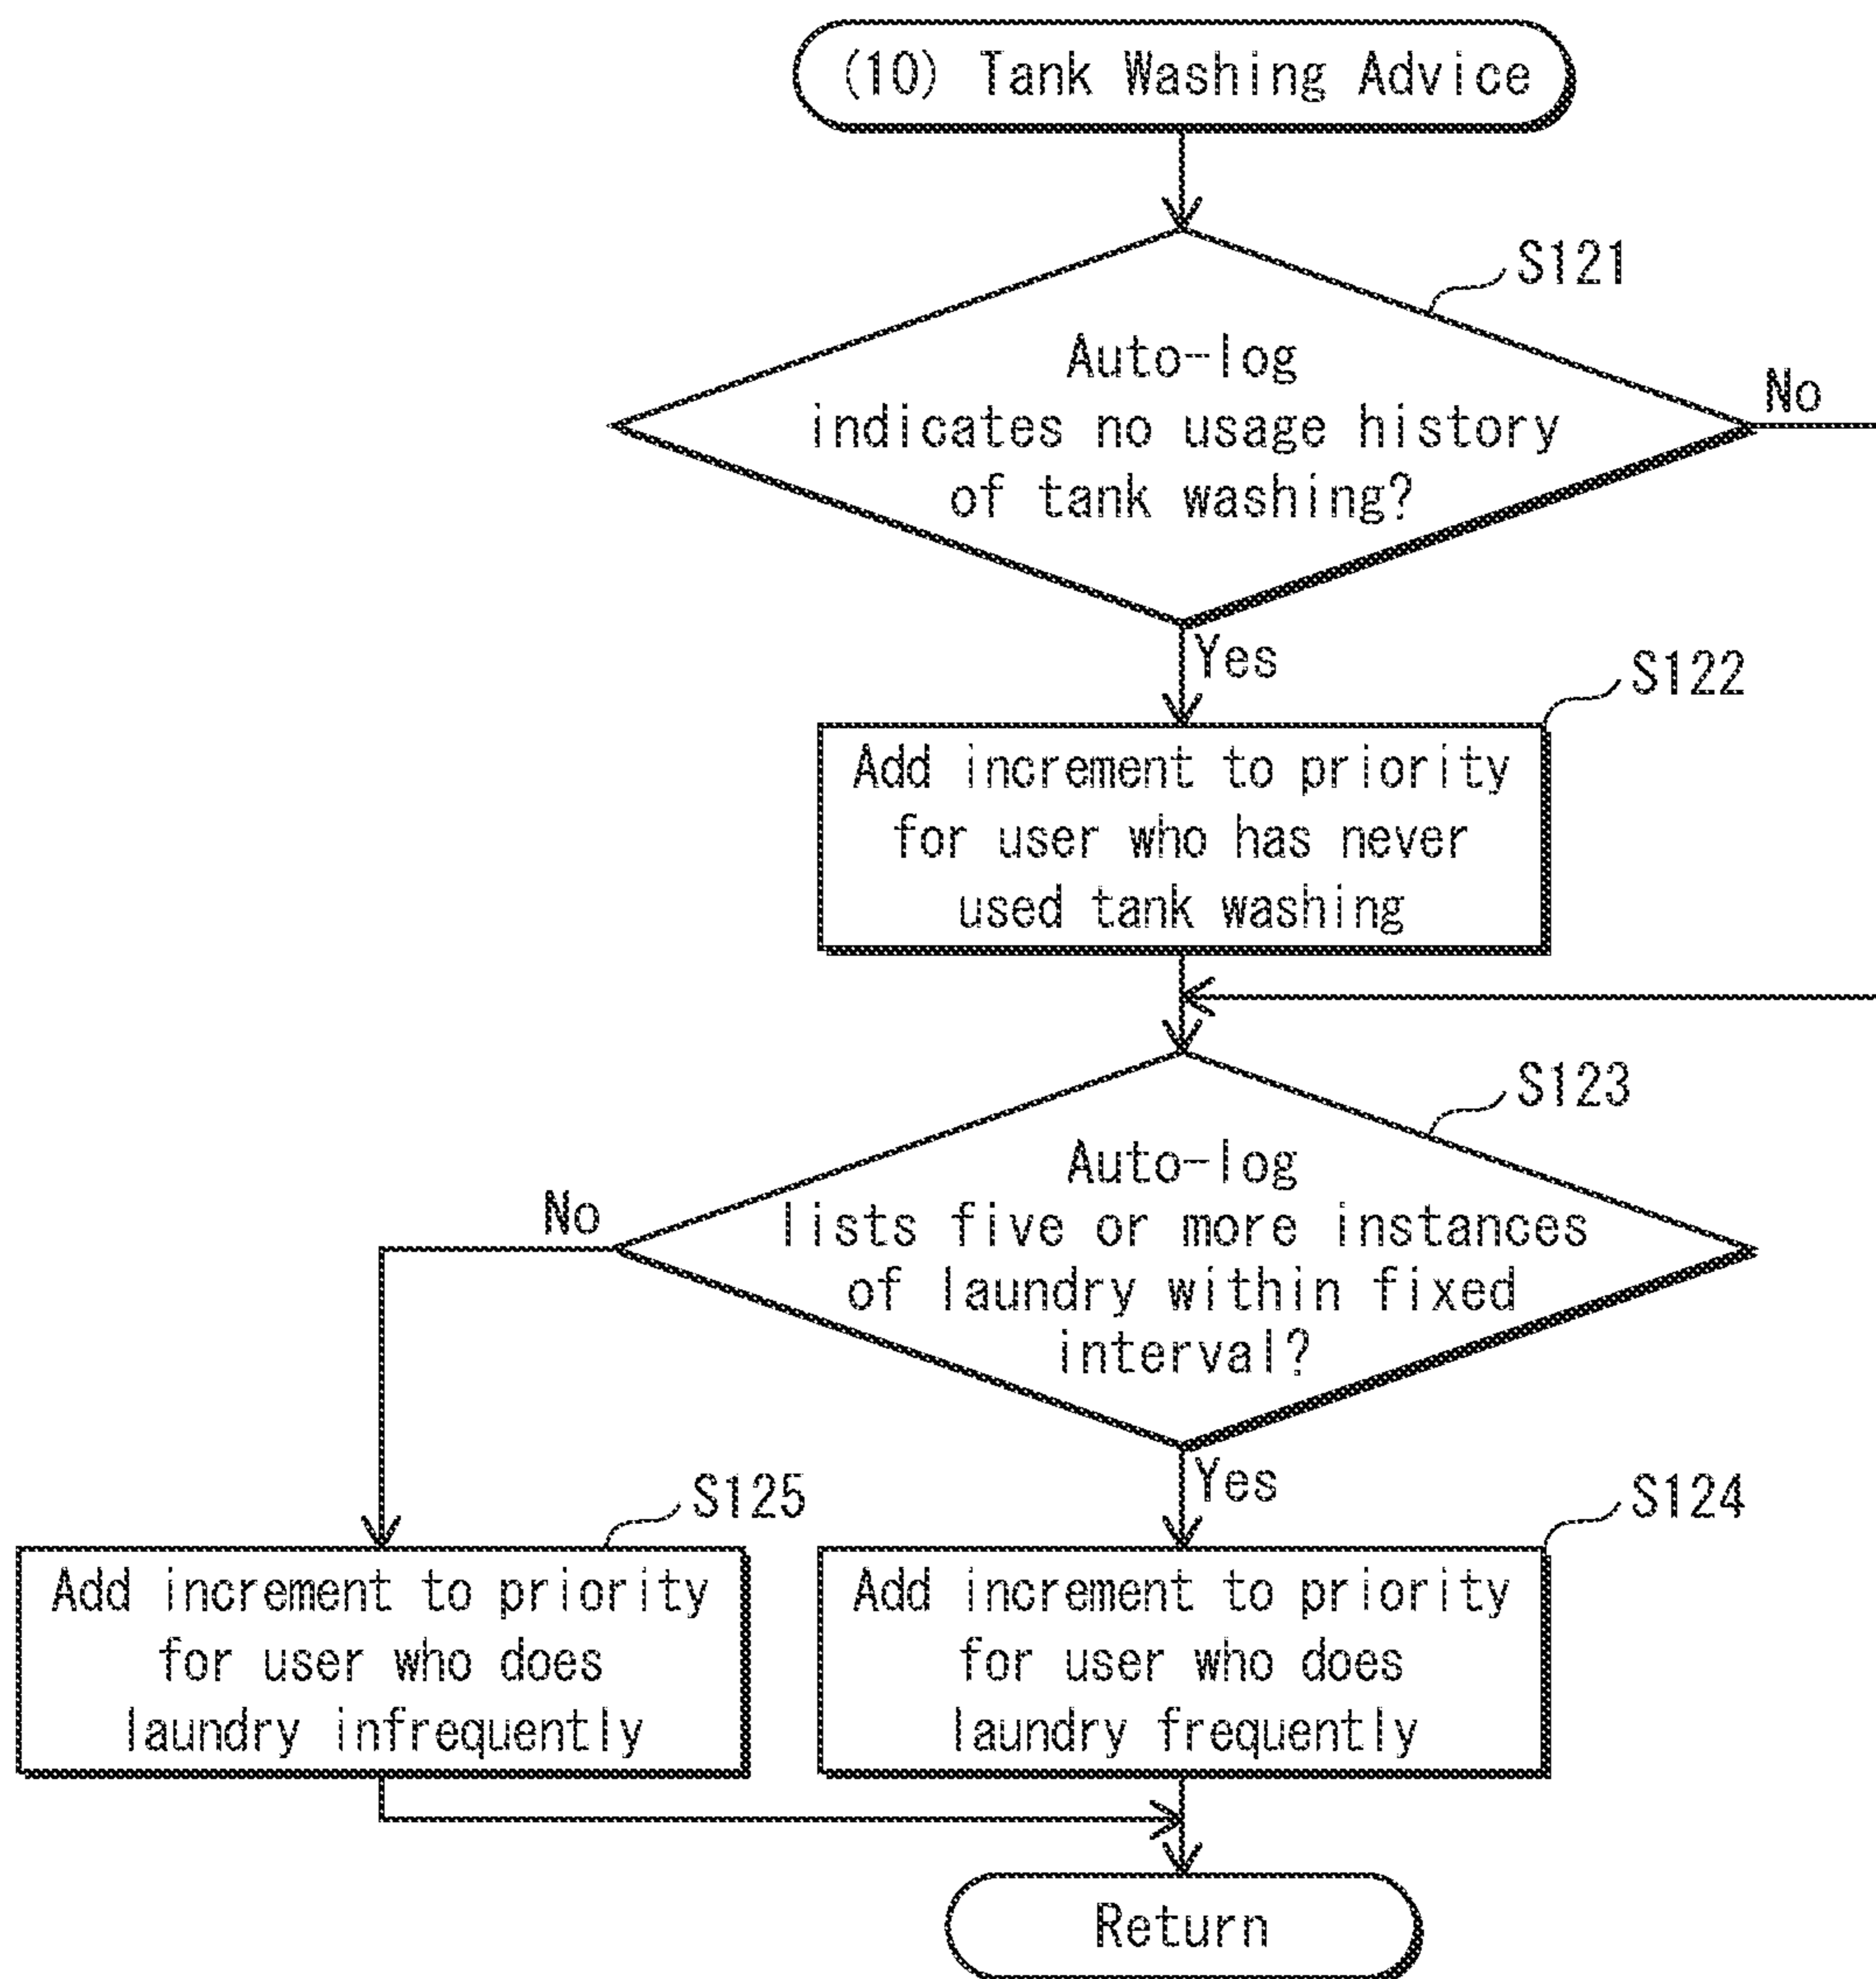 (10) Tank Washing Advice
S121
Auto-log
indicates no usage history
of tank washing?
No
Yes
S122
Add increment to priority
for user who has never
used tank washing
S123
Auto-log
lists five or more instances
of laundry within fixed
interval?
No
Yes
S125
Add increment to priority
for user who does
laundry infrequently
S124
Add increment to priority
for user who does
laundry frequently
Return